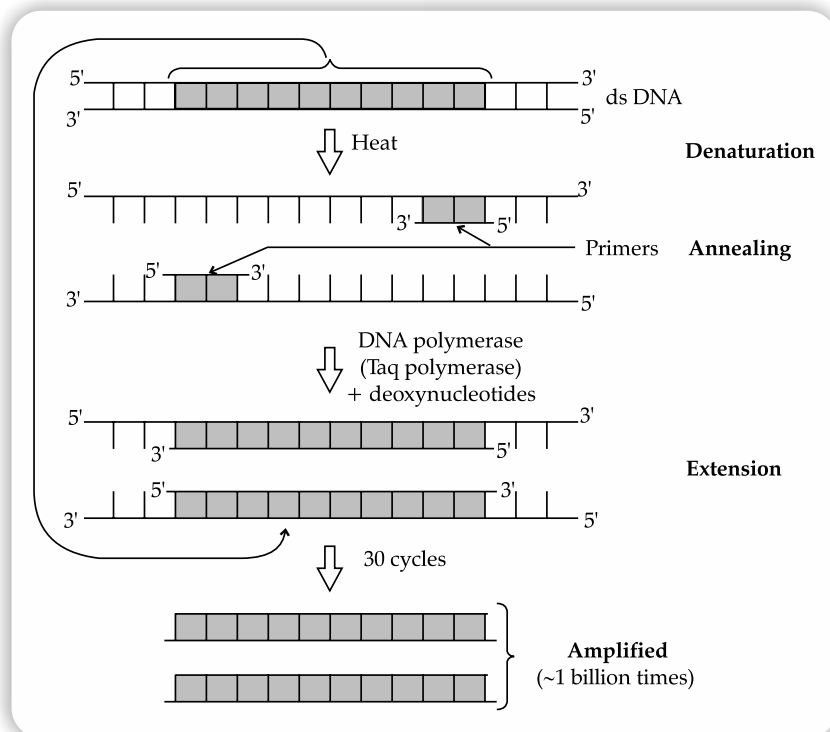 5' 3'
ds DNA
3' 5'
Heat
Denaturation
5' 3'
3' 5'
Primers Annealing
5' 3'
3' 5'
DNA polymerase
(Taq polymerase)
+ deoxynucleotides
5' 3'
3' 5'
Extension
5' 3'
3' 5'
30 cycles
Amplified
(~1 billion times)